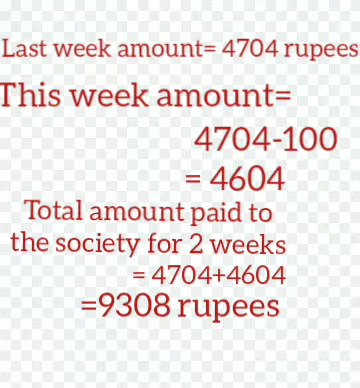 Last week amount= 4704 rupees
This week amount=
4704-100
= 4604
Total amount paid to
the society for 2 weeks
= 4704+4604
=9308 rupees